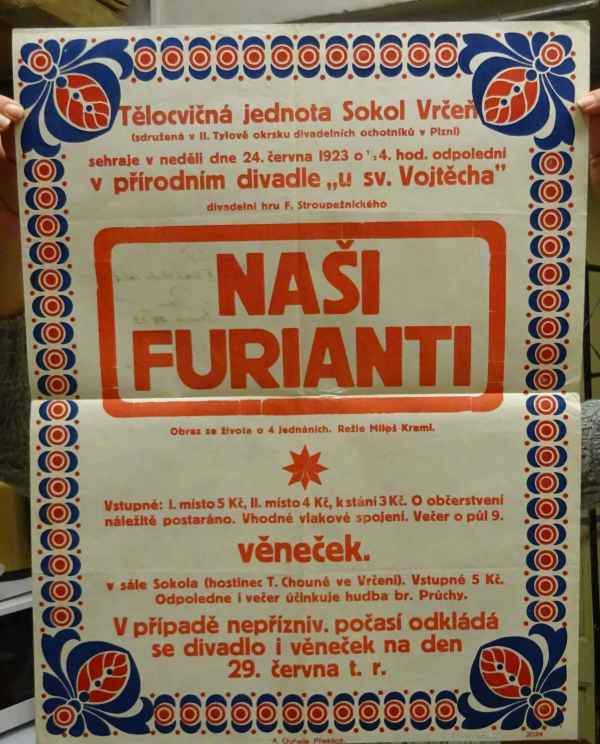 Tělocvičná jednota Sokol Vrčeň
(sdružená v II. Tylově okrsku divadelních ochotníků v Plzni)
sehraje v neděli dne 24. června 1923 o ½4. hod. odpolední
v přírodním divadle „u sv. Vojtěcha"
divadelní hru F. Stroupežnického
NAŠI
FURIANTI
Obraz ze života o 4 jednáních. Režie Miloš Kraml.
Vstupné: I. místo 5 Kč, II. místo 4 Kč, k stání 3 Kč. O občerstvení
náležitě postaráno. Vhodné vlakové spojení. Večer o půl 9.
věneček.
v sále Sokola (hostinec T. Chouně ve Vrčeni). Vstupné 5 Kč.
Odpoledne i večer účinkuje hudba br. Průchy.
V případě nepřízniv. počasí odkládá
se divadlo i věneček na den
29. června t. r.